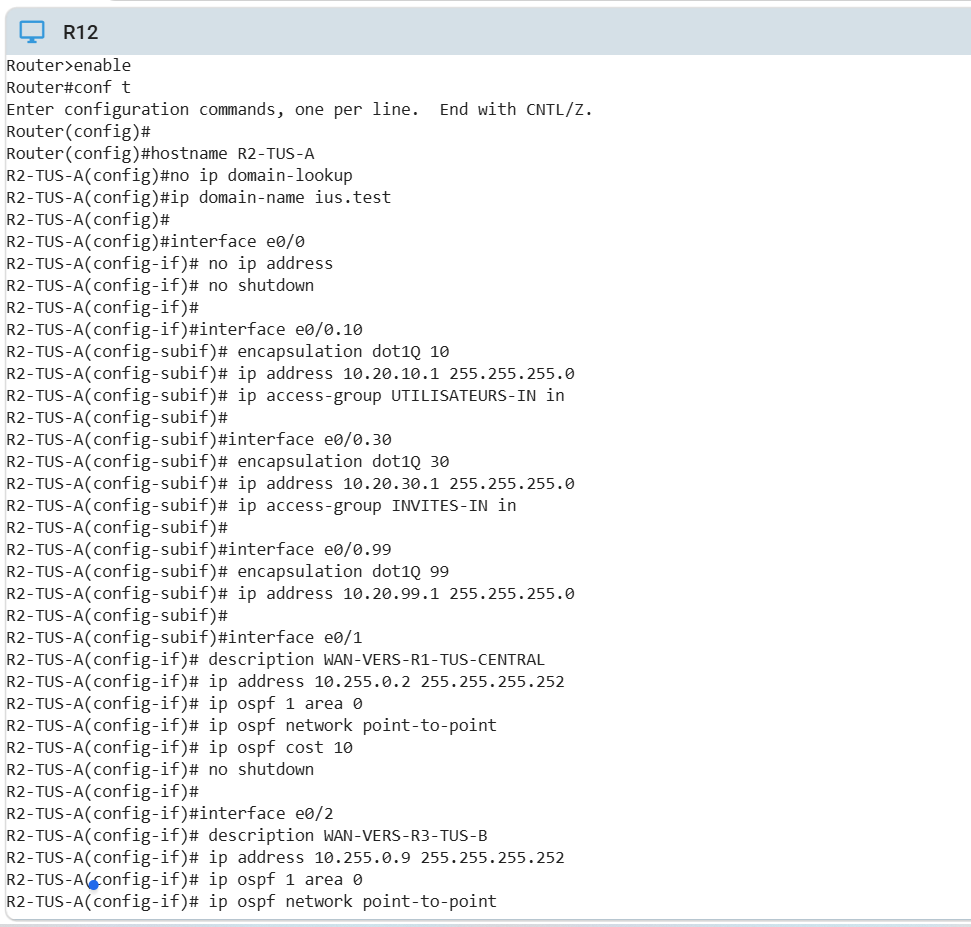 R12
Router>enable
Router#conf t
Enter configuration commands, one per line.  End with CNTL/Z.
Router(config)#
Router(config)#hostname R2-TUS-A
R2-TUS-A(config)#no ip domain-lookup
R2-TUS-A(config)#ip domain-name ius.test
R2-TUS-A(config)#
R2-TUS-A(config)#interface e0/0
R2-TUS-A(config-if)# no ip address
R2-TUS-A(config-if)# no shutdown
R2-TUS-A(config-if)#
R2-TUS-A(config-if)#interface e0/0.10
R2-TUS-A(config-subif)# encapsulation dot1Q 10
R2-TUS-A(config-subif)# ip address 10.20.10.1 255.255.255.0
R2-TUS-A(config-subif)# ip access-group UTILISATEURS-IN in
R2-TUS-A(config-subif)#
R2-TUS-A(config-subif)#interface e0/0.30
R2-TUS-A(config-subif)# encapsulation dot1Q 30
R2-TUS-A(config-subif)# ip address 10.20.30.1 255.255.255.0
R2-TUS-A(config-subif)# ip access-group INVITES-IN in
R2-TUS-A(config-subif)#
R2-TUS-A(config-subif)#interface e0/0.99
R2-TUS-A(config-subif)# encapsulation dot1Q 99
R2-TUS-A(config-subif)# ip address 10.20.99.1 255.255.255.0
R2-TUS-A(config-subif)#
R2-TUS-A(config-subif)#interface e0/1
R2-TUS-A(config-if)# description WAN-VERS-R1-TUS-CENTRAL
R2-TUS-A(config-if)# ip address 10.255.0.2 255.255.255.252
R2-TUS-A(config-if)# ip ospf 1 area 0
R2-TUS-A(config-if)# ip ospf network point-to-point
R2-TUS-A(config-if)# ip ospf cost 10
R2-TUS-A(config-if)# no shutdown
R2-TUS-A(config-if)#
R2-TUS-A(config-if)#interface e0/2
R2-TUS-A(config-if)# description WAN-VERS-R3-TUS-B
R2-TUS-A(config-if)# ip address 10.255.0.9 255.255.255.252
R2-TUS-A(config-if)# ip ospf 1 area 0
R2-TUS-A(config-if)# ip ospf network point-to-point